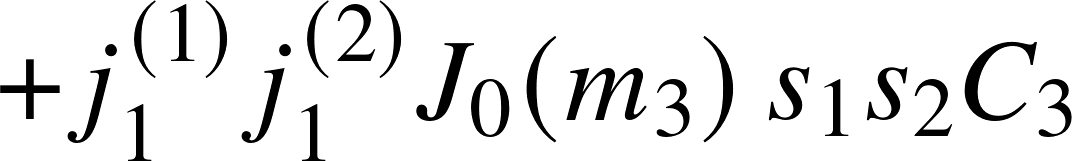 $+j_1^{(1)} j_1^{(2)} J_0(m_3) s_1 s_2 C_3$